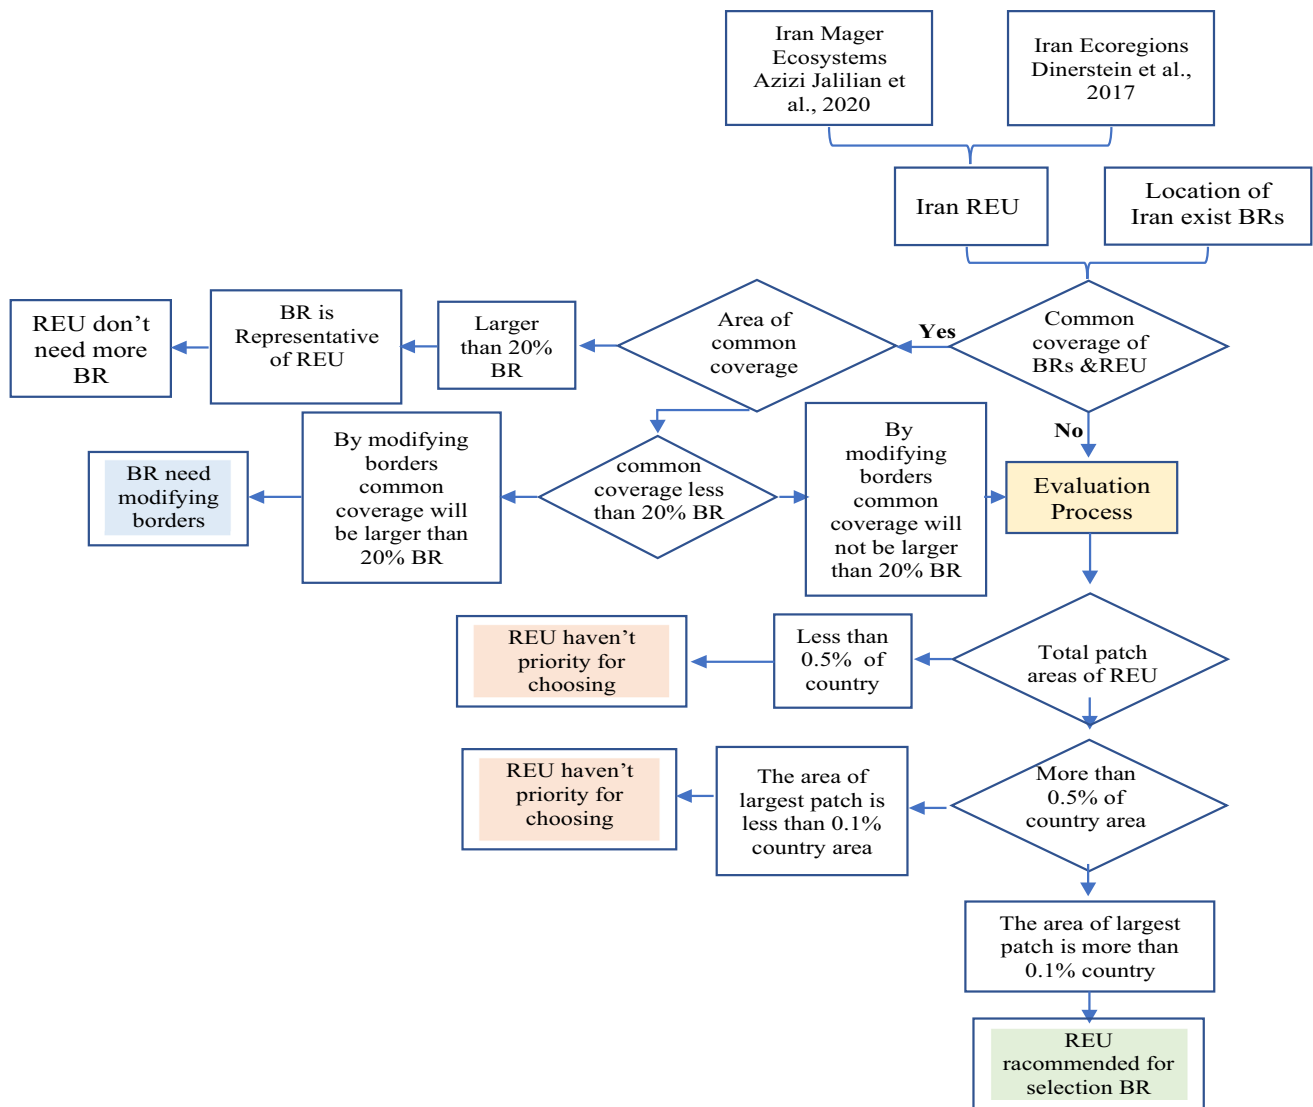 Iran Mager
Ecosystems
Azizi Jalilian et
al., 2020
Iran Ecoregions
Dinerstein et al.,
2017
Iran REU
Location of
Iran exist BRs
Common
coverage of
BRs &REU
Yes
No
Area of
common
coverage
Larger
than 20%
BR
BR is
Representative
of REU
REU don’t
need more
BR
common
coverage less
than 20% BR
By modifying
borders
common
coverage will
be larger than
20% BR
BR need
modifying
borders
By
modifying
borders
common
coverage will
not be larger
than 20% BR
Evaluation
Process
Total patch
areas of REU
Less than
0.5% of
country
REU haven’t
priority for
choosing
More than
0.5% of
country area
The area of
largest patch is
less than 0.1%
country area
REU haven’t
priority for
choosing
The area of largest
patch is more than
0.1% country
REU
racommended for
selection BR